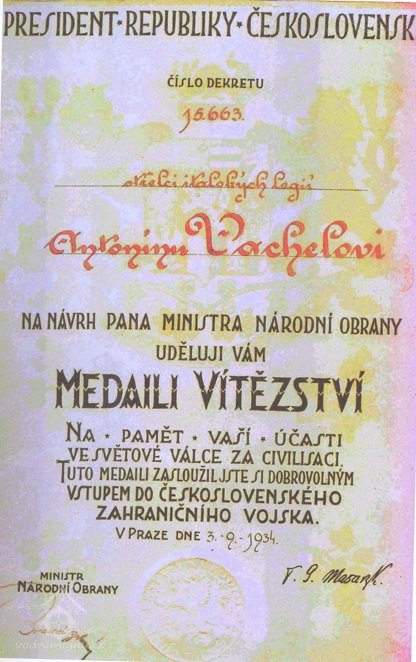 PRESIDENT·REPUBLIKY·ČESKOSLOVENSK
ČÍSLO DEKRETU
15.663.
střelci italských legií
Antonínu Vachelovi
NA NÁVRH PANA MINISTRA NÁRODNÍ OBRANY
UDĚLUJI VÁM
MEDAILI VÍTĚZSTVÍ
NA · PAMĚT · VAŠÍ · ÚČASTI
VE SVĚTOVÉ VÁLCE ZA CIVILISACI.
TUTO MEDAILI ZASLOUŽIL JSTE SI DOBROVOLNÝM
VSTUPEM DO ČESKOSLOVENSKÉHO
ZAHRANIČNÍHO VOJSKA.
V PRAZE DNE 3.-9.-1934.
MINISTR
NÁRODNÍ OBRANY
T. G. Masaryk.